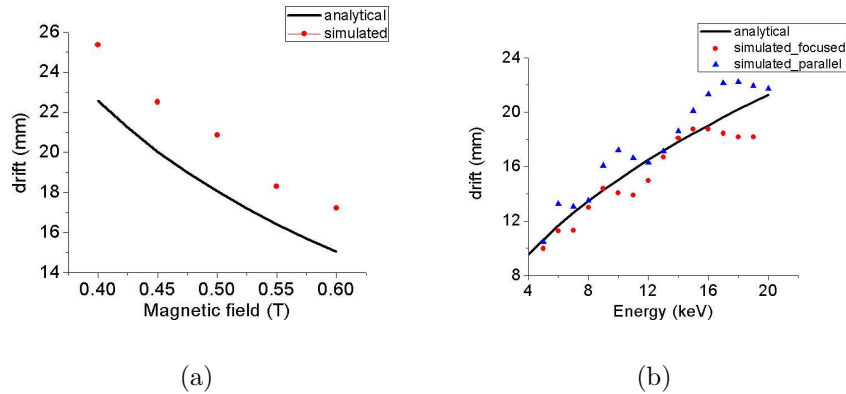 analytical
simulated
26
24
22
20
18
16
14
drift (mm)
0.40 0.45 0.50 0.55 0.60
Magnetic field (T)
(a)
analytical
simulated_focused
simulated_parallel
24
20
16
12
8
drift (mm)
4 8 12 16 20
Energy (keV)
(b)